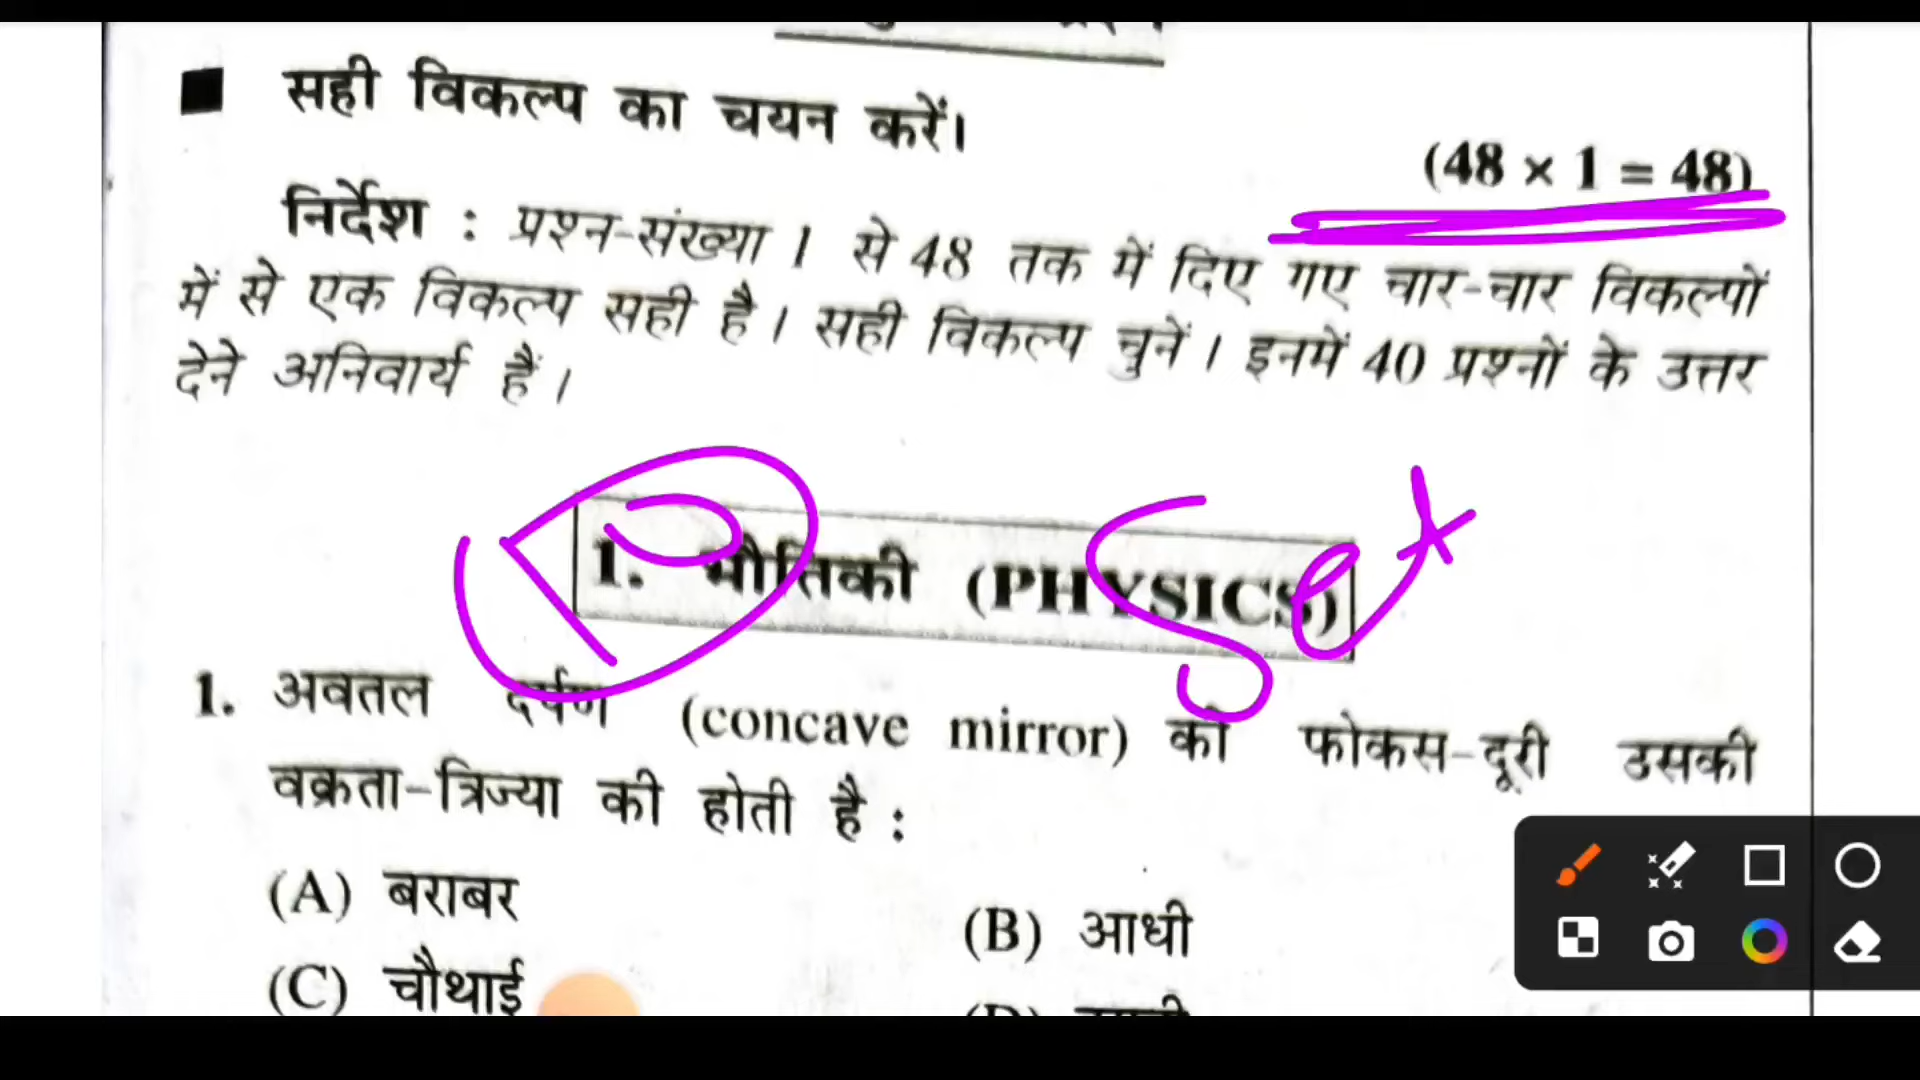 ■ सही विकल्प का चयन करें।
(48 × 1 = 48)
निर्देश : प्रश्न-संख्या 1 से 48 तक में दिए गए चार-चार विकल्पों
में से एक विकल्प सही है। सही विकल्प चुनें। इनमें 40 प्रश्नों के उत्तर
देने अनिवार्य हैं।
P Set
1. भौतिकी (PHYSICS)
1. अवतल दर्पण (concave mirror) की फोकस-दूरी उसकी
वक्रता-त्रिज्या की होती है :
(A) बराबर
(B) आधी
(C) चौथाई
(D)